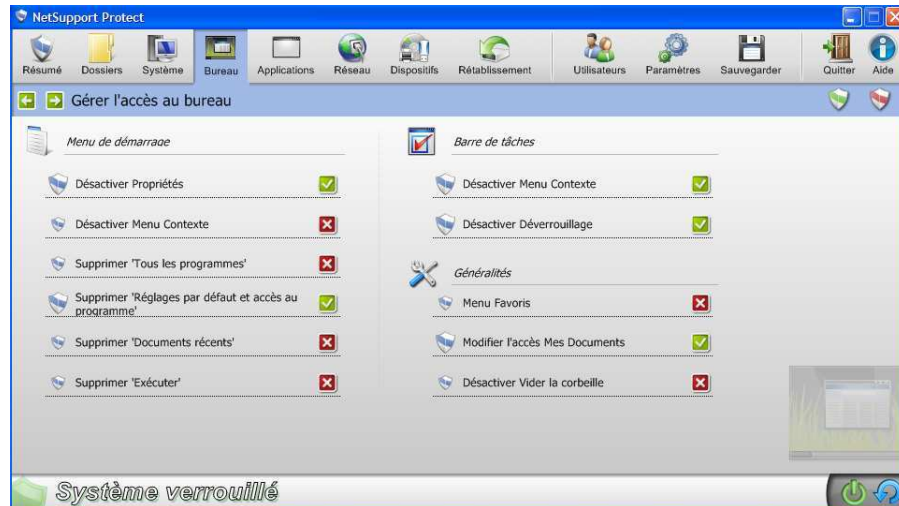 NetSupport Protect
Résumé Dossiers Système Bureau Applications Réseau Dispositifs Rétablissement Utilisateurs Paramètres Sauvegarder Quitter Aide
Gérer l'accès au bureau
Menu de démarrage
Désactiver Propriétés
Désactiver Menu Contexte
Supprimer 'Tous les programmes'
Supprimer 'Réglages par défaut et accès au
programme'
Supprimer 'Documents récents'
Supprimer 'Exécuter'
Barre de tâches
Désactiver Menu Contexte
Désactiver Déverrouillage
Généralités
Menu Favoris
Modifier l'accès Mes Documents
Désactiver Vider la corbeille
Système verrouillé